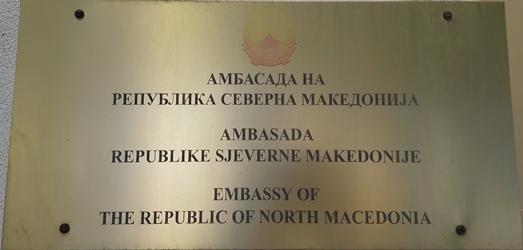 АМБАСАДА НА
РЕПУБЛИКА СЕВЕРНА МАКЕДОНИЈА
AMBASADA
REPUBLIKE SJEVERNE MAKEDONIJE
EMBASSY OF
THE REPUBLIC OF NORTH MACEDONIA